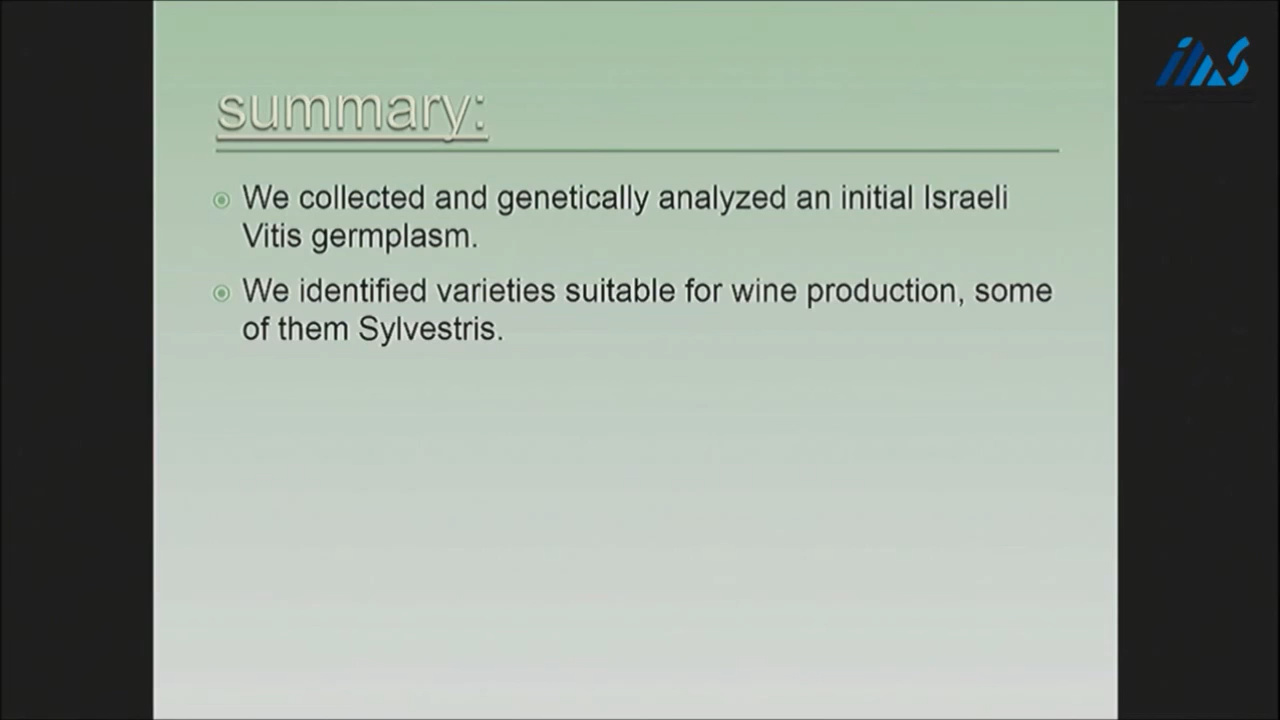 IIAS
summary:
We collected and genetically analyzed an initial Israeli
Vitis germplasm.
We identified varieties suitable for wine production, some
of them Sylvestris.